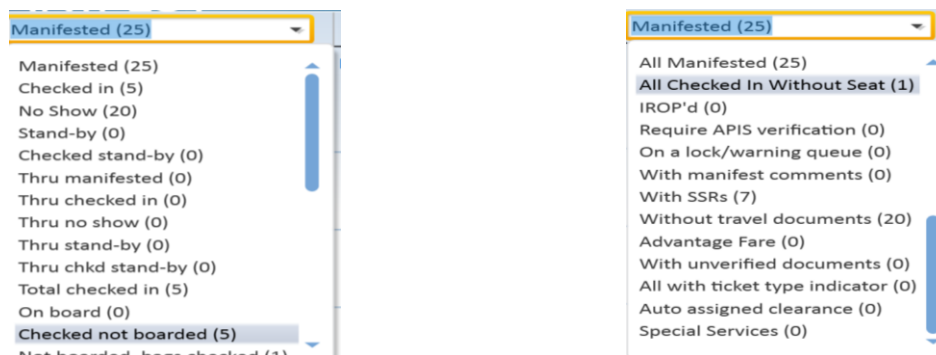 Manifested (25)
Manifested (25)
Checked in (5)
No Show (20)
Stand-by (0)
Checked stand-by (0)
Thru manifested (0)
Thru checked in (0)
Thru no show (0)
Thru stand-by (0)
Thru chkd stand-by (0)
Total checked in (5)
On board (0)
Checked not boarded (5)
Not boarded, bags checked (1)
Manifested (25)
All Manifested (25)
All Checked In Without Seat (1)
IROP'd (0)
Require APIS verification (0)
On a lock/warning queue (0)
With manifest comments (0)
With SSRs (7)
Without travel documents (20)
Advantage Fare (0)
With unverified documents (0)
All with ticket type indicator (0)
Auto assigned clearance (0)
Special Services (0)